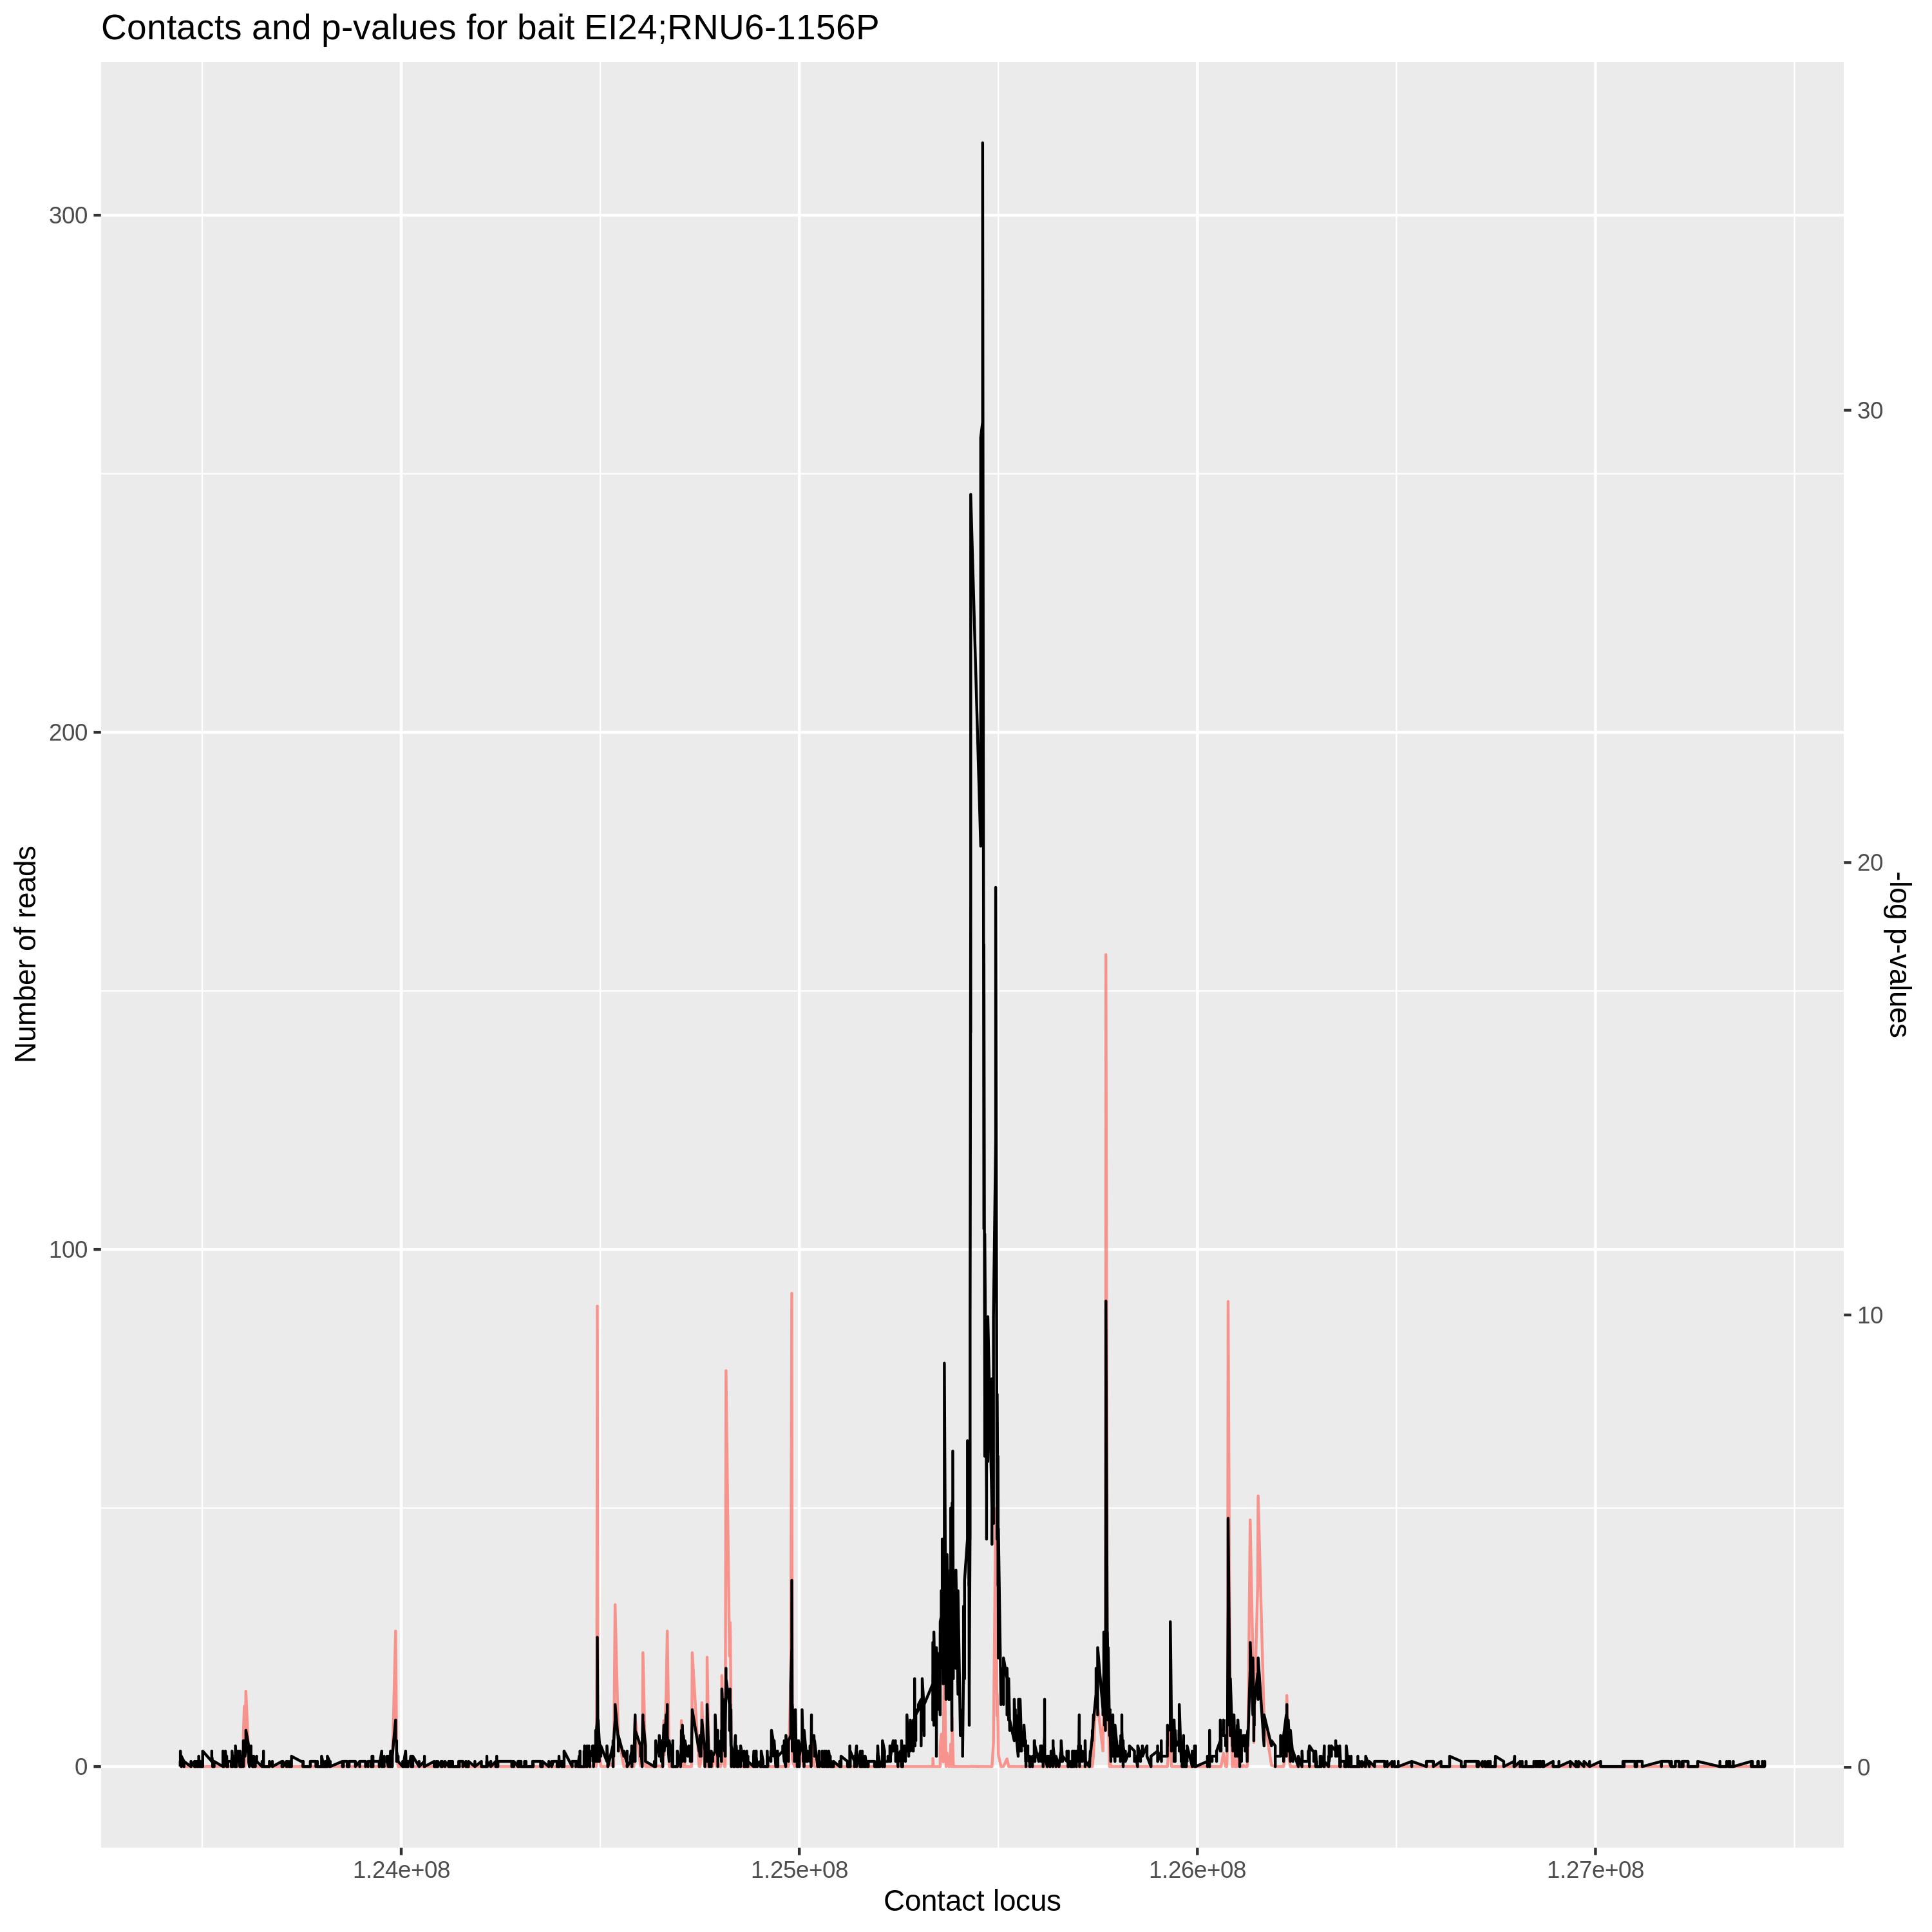 Contacts and p-values for bait EI24;RNU6-1156P
300
200
100
0
Number of reads
30
20
10
0
-log p-values
1.24e+08
1.25e+08
1.26e+08
1.27e+08
Contact locus